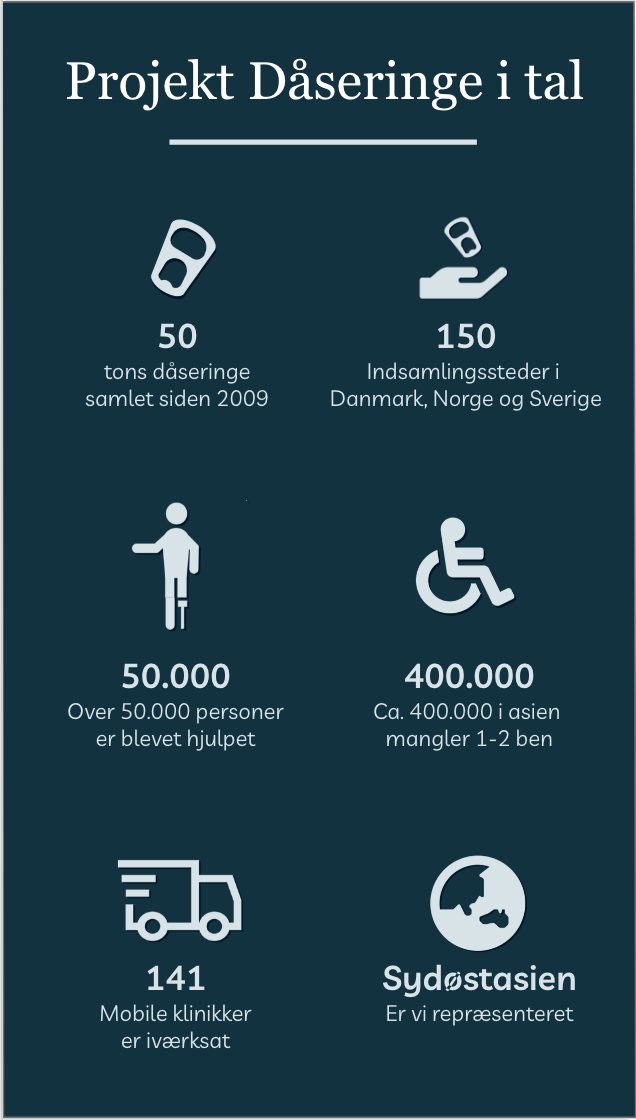 Projekt Dåseringe i tal
50
tons dåseringe
samlet siden 2009
150
Indsamlingssteder i
Danmark, Norge og Sverige
50.000
Over 50.000 personer
er blevet hjulpet
400.000
Ca. 400.000 i asien
mangler 1-2 ben
141
Mobile klinikker
er iværksat
Sydøstasien
Er vi repræsenteret